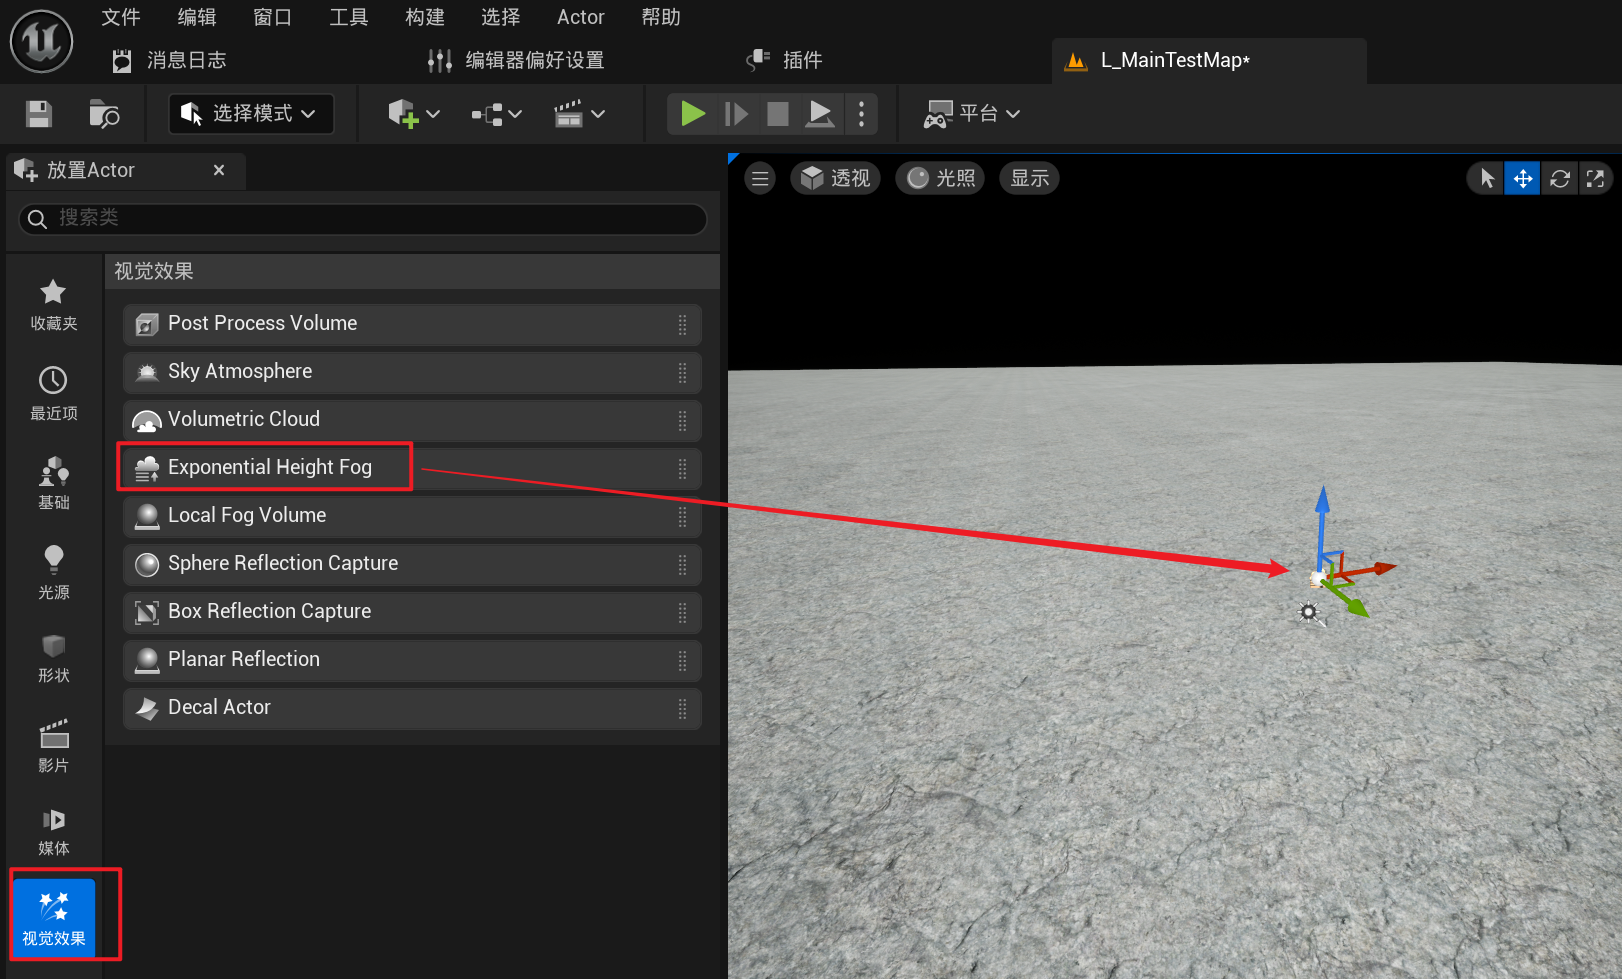 文件 编辑 窗口 工具 构建 选择 Actor 帮助
消息日志 编辑器偏好设置 插件 L_MainTestMap*
选择模式 平台
放置Actor
透视 光照 显示
搜索类
视觉效果
收藏夹
最近项
基础
光源
形状
影片
媒体
视觉效果
Post Process Volume
Sky Atmosphere
Volumetric Cloud
Exponential Height Fog
Local Fog Volume
Sphere Reflection Capture
Box Reflection Capture
Planar Reflection
Decal Actor